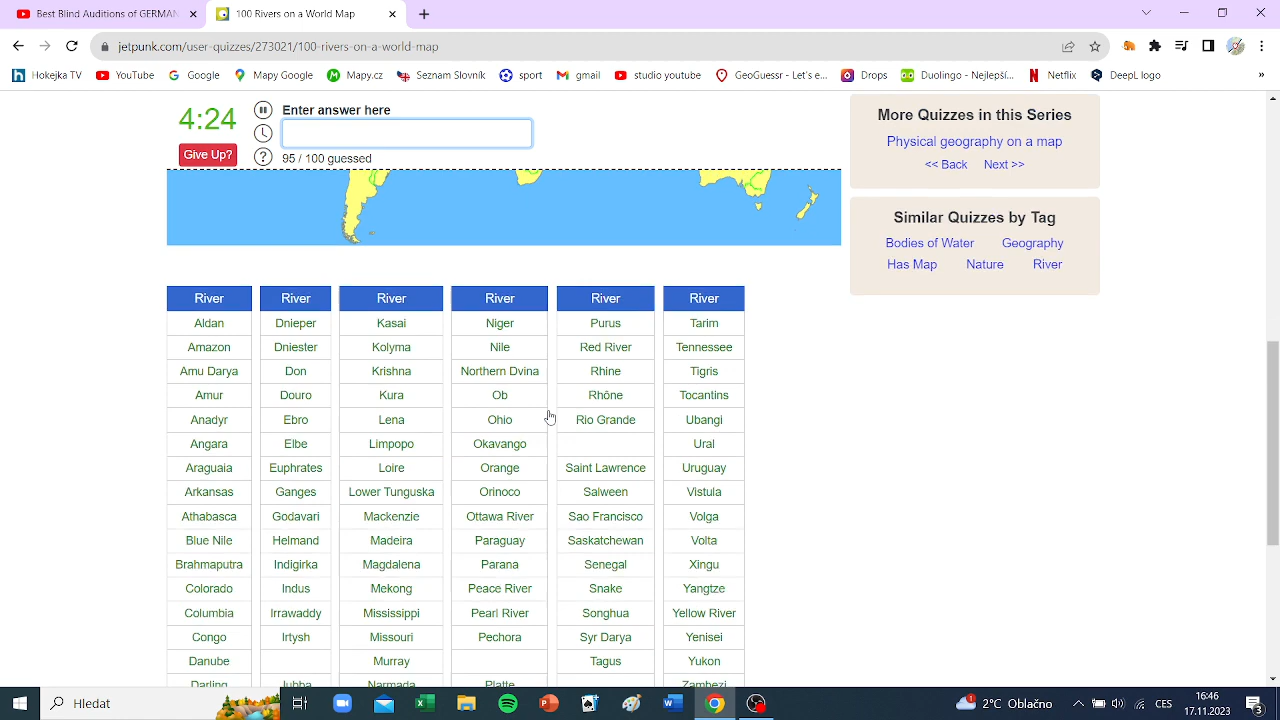 Best Blind Auditions of GERMAN
100 River on a World Map
jetpunk.com/user-quizzes/273021/100-rivers-on-a-world-map
Hokejka TV YouTube Google Mapy Google Mapy.cz Seznam Slovník sport gmail studio youtube GeoGuessr - Let's e... Drops Duolingo - Nejlepší... Netflix DeepL logo
4:24
Enter answer here
Give Up?
95 / 100 guessed
More Quizzes in this Series
Physical geography on a map
<< Back Next >>
Similar Quizzes by Tag
Bodies of Water Geography
Has Map Nature River
River River River River River River
Aldan Dnieper Kasai Niger Purus Tarim
Amazon Dniester Kolyma Nile Red River Tennessee
Amu Darya Don Krishna Northern Dvina Rhine Tigris
Amur Douro Kura Ob Rhône Tocantins
Anadyr Ebro Lena Ohio Rio Grande Ubangi
Angara Elbe Limpopo Okavango Ural
Araguaia Euphrates Loire Orange Saint Lawrence Uruguay
Arkansas Ganges Lower Tunguska Orinoco Salween Vistula
Athabasca Godavari Mackenzie Ottawa River Sao Francisco Volga
Blue Nile Helmand Madeira Paraguay Saskatchewan Volta
Brahmaputra Indigirka Magdalena Parana Senegal Xingu
Colorado Indus Mekong Peace River Snake Yangtze
Columbia Irrawaddy Mississippi Pearl River Songhua Yellow River
Congo Irtysh Missouri Pechora Syr Darya Yenisei
Danube Murray Tagus Yukon
Darling Jubba Narmada Platte Zambezi
Hledat
2°C Oblačno
CES
16:46
17.11.2023